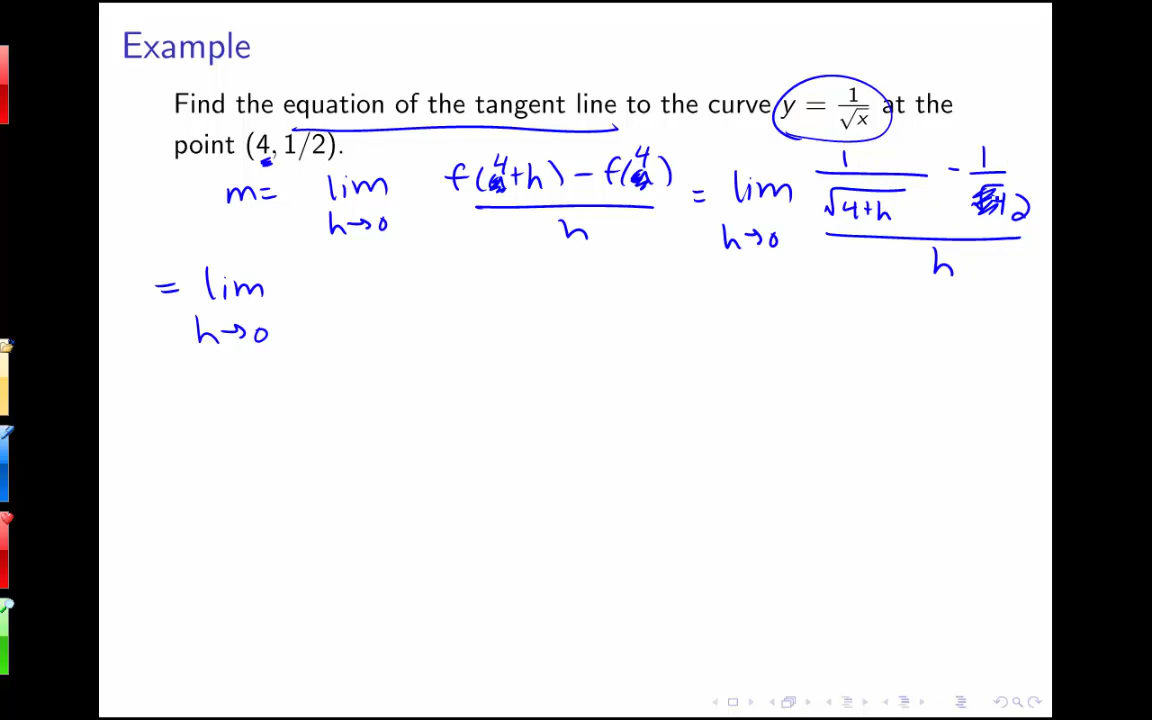 Example
Find the equation of the tangent line to the curve y = 1/√x at the
point (4, 1/2).
m= lim h→0 f(4+h) − f(4) / h = lim h→0 1/√4+h - 1/2 / h
= lim h→0